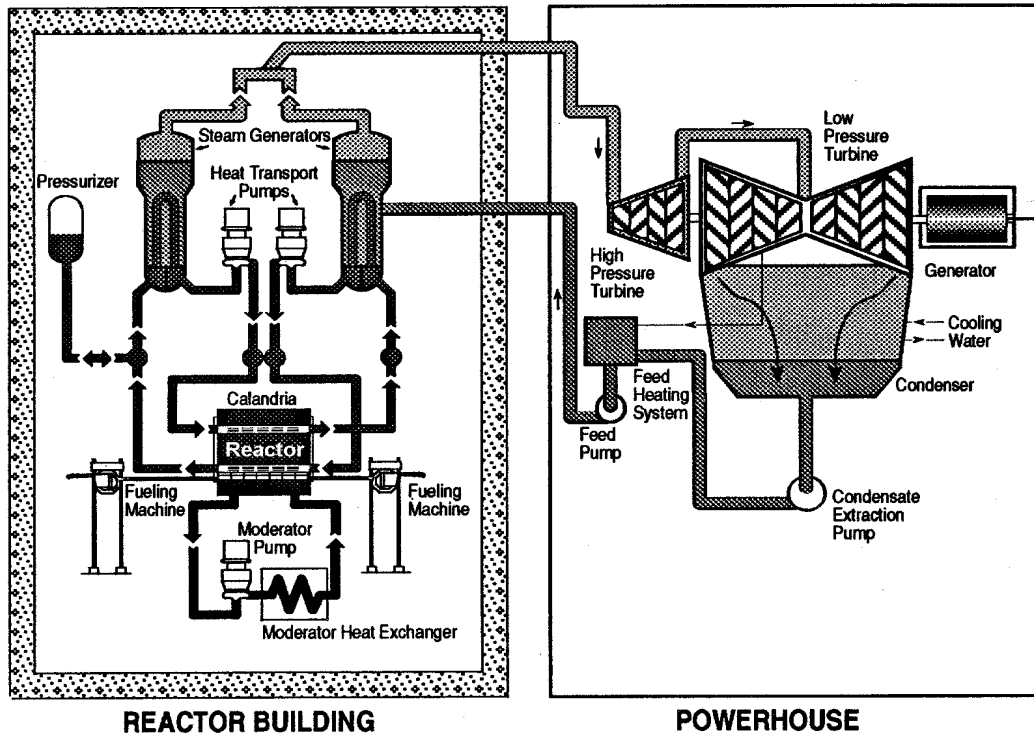 Steam Generators
Heat Transport
Pumps
Pressurizer
Calandria
Reactor
Fueling
Machine
Fueling
Machine
Moderator
Pump
Moderator Heat Exchanger
REACTOR BUILDING
Low
Pressure
Turbine
High
Pressure
Turbine
Generator
Cooling
Water
Condenser
Feed
Heating
System
Feed
Pump
Condensate
Extraction
Pump
POWERHOUSE